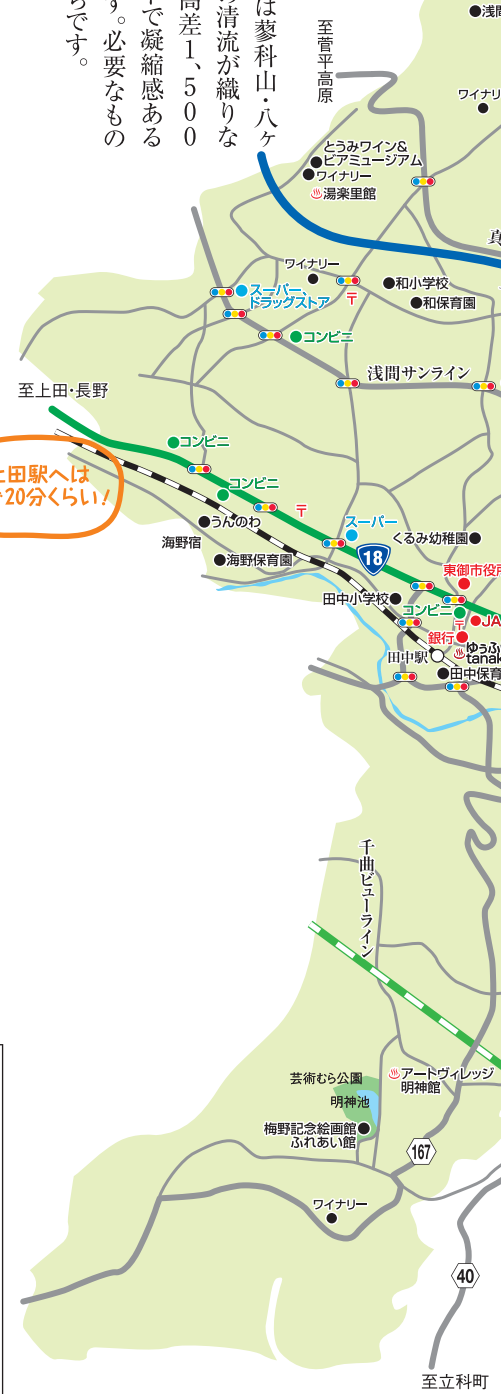 は蓼科山・八ヶ
の清流が織りな
高差1、500
で凝縮感ある
す。必要なもの
らです。
至菅平高原
●浅間
ワイナリ
とうみワイン&
ビアミュージアム
ワイナリー
湯楽里館
真
ワイナリー
和小学校
和保育園
スーパー、
ドラッグストア
〒
コンビニ
浅間サンライン
至上田・長野
上田駅へは
20分くらい!
コンビニ
コンビニ
〒
うんのわ
海野宿
海野保育園
スーパー
18
くるみ幼稚園
東御市役所
田中小学校
コンビニ
JA
〒
銀行
ゆぅふ
tanak
田中駅
田中保育
千曲ビューライン
芸術むら公園
明神池
アートヴィレッジ
明神館
梅野記念絵画館
ふれあい館
167
ワイナリー
40
至立科町